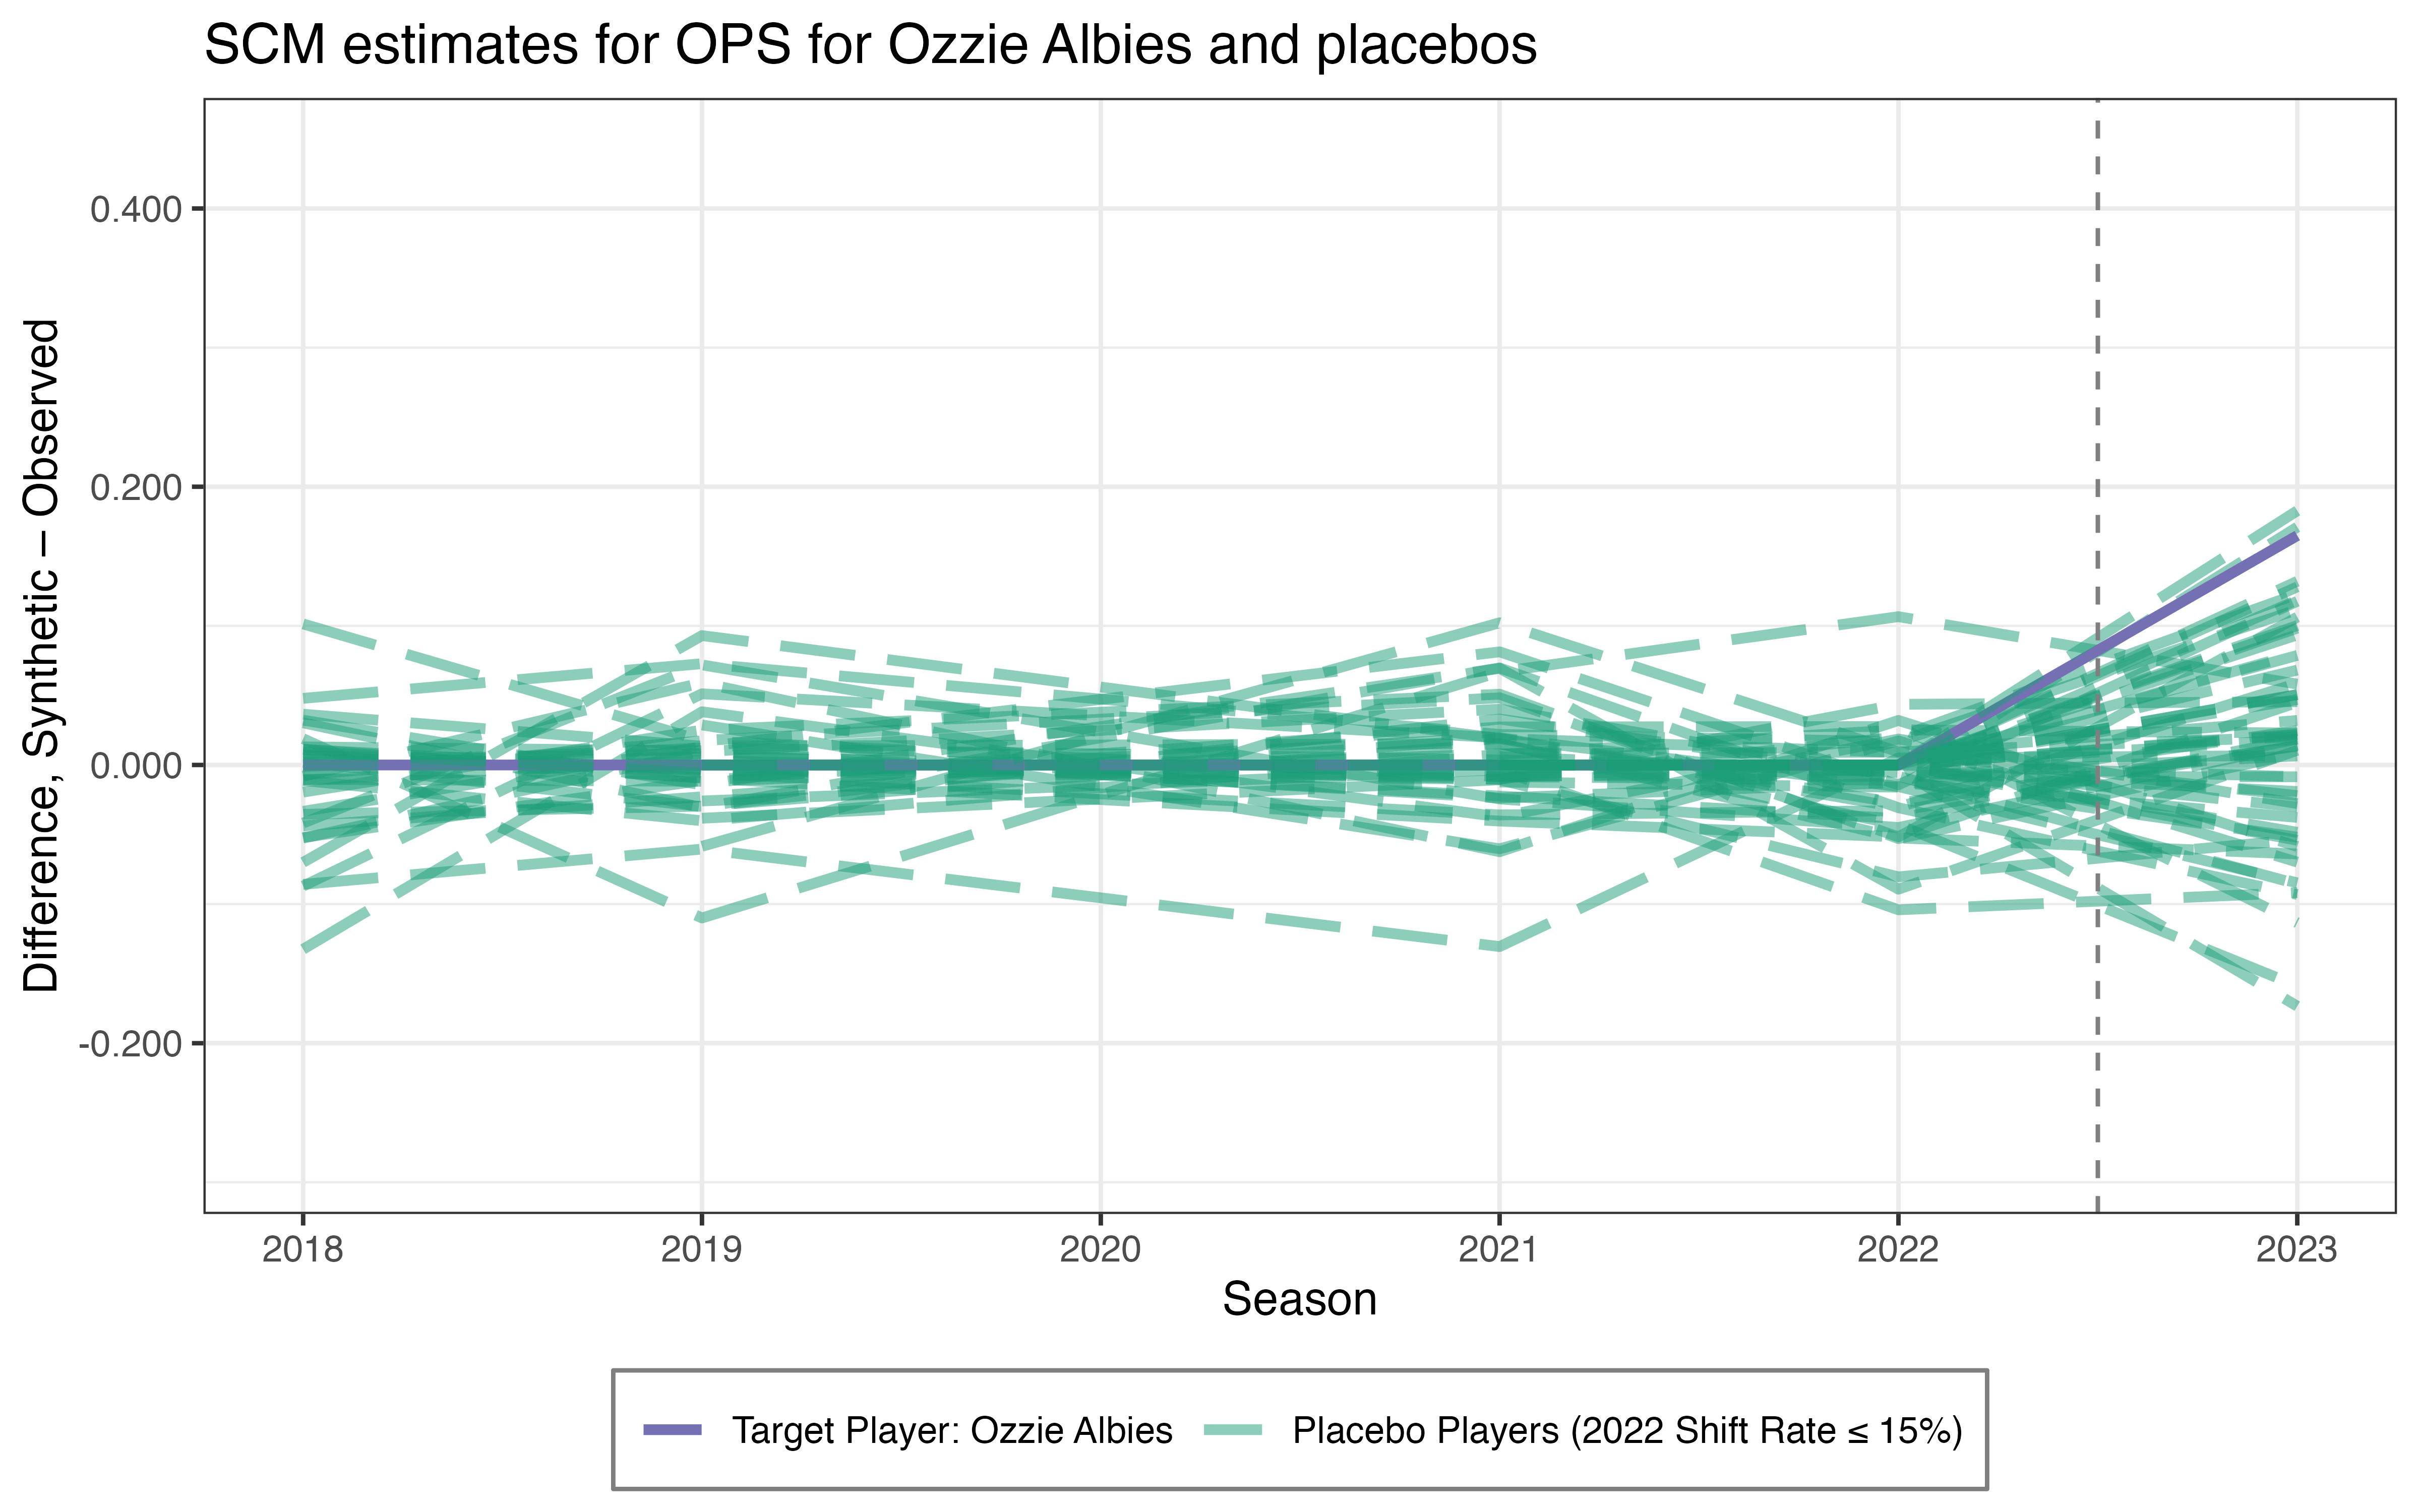 SCM estimates for OPS for Ozzie Albies and placebos
Difference, Synthetic – Observed
0.400
0.200
0.000
-0.200
2018 2019 2020 2021 2022 2023
Season
Target Player: Ozzie Albies Placebo Players (2022 Shift Rate ≤ 15%)